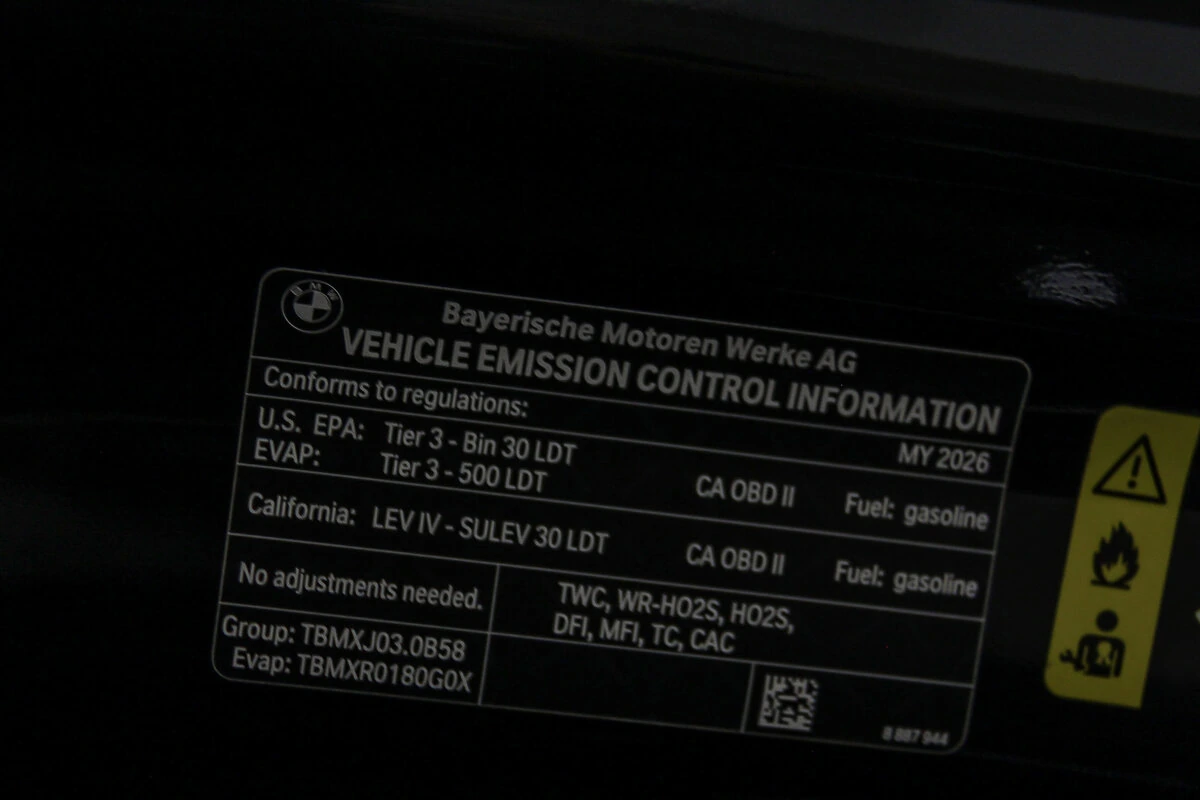 BMW
Bayerische Motoren Werke AG
VEHICLE EMISSION CONTROL INFORMATION
Conforms to regulations:
MY 2026
U.S. EPA: Tier 3 - Bin 30 LDT
EVAP: Tier 3 - 500 LDT
CA OBD II Fuel: gasoline
California: LEV IV - SULEV 30 LDT CA OBD II Fuel: gasoline
No adjustments needed.
TWC, WR-HO2S, HO2S,
DFI, MFI, TC, CAC
Group: TBMXJ03.0B58
Evap: TBMXR0180G0X
8 887 944